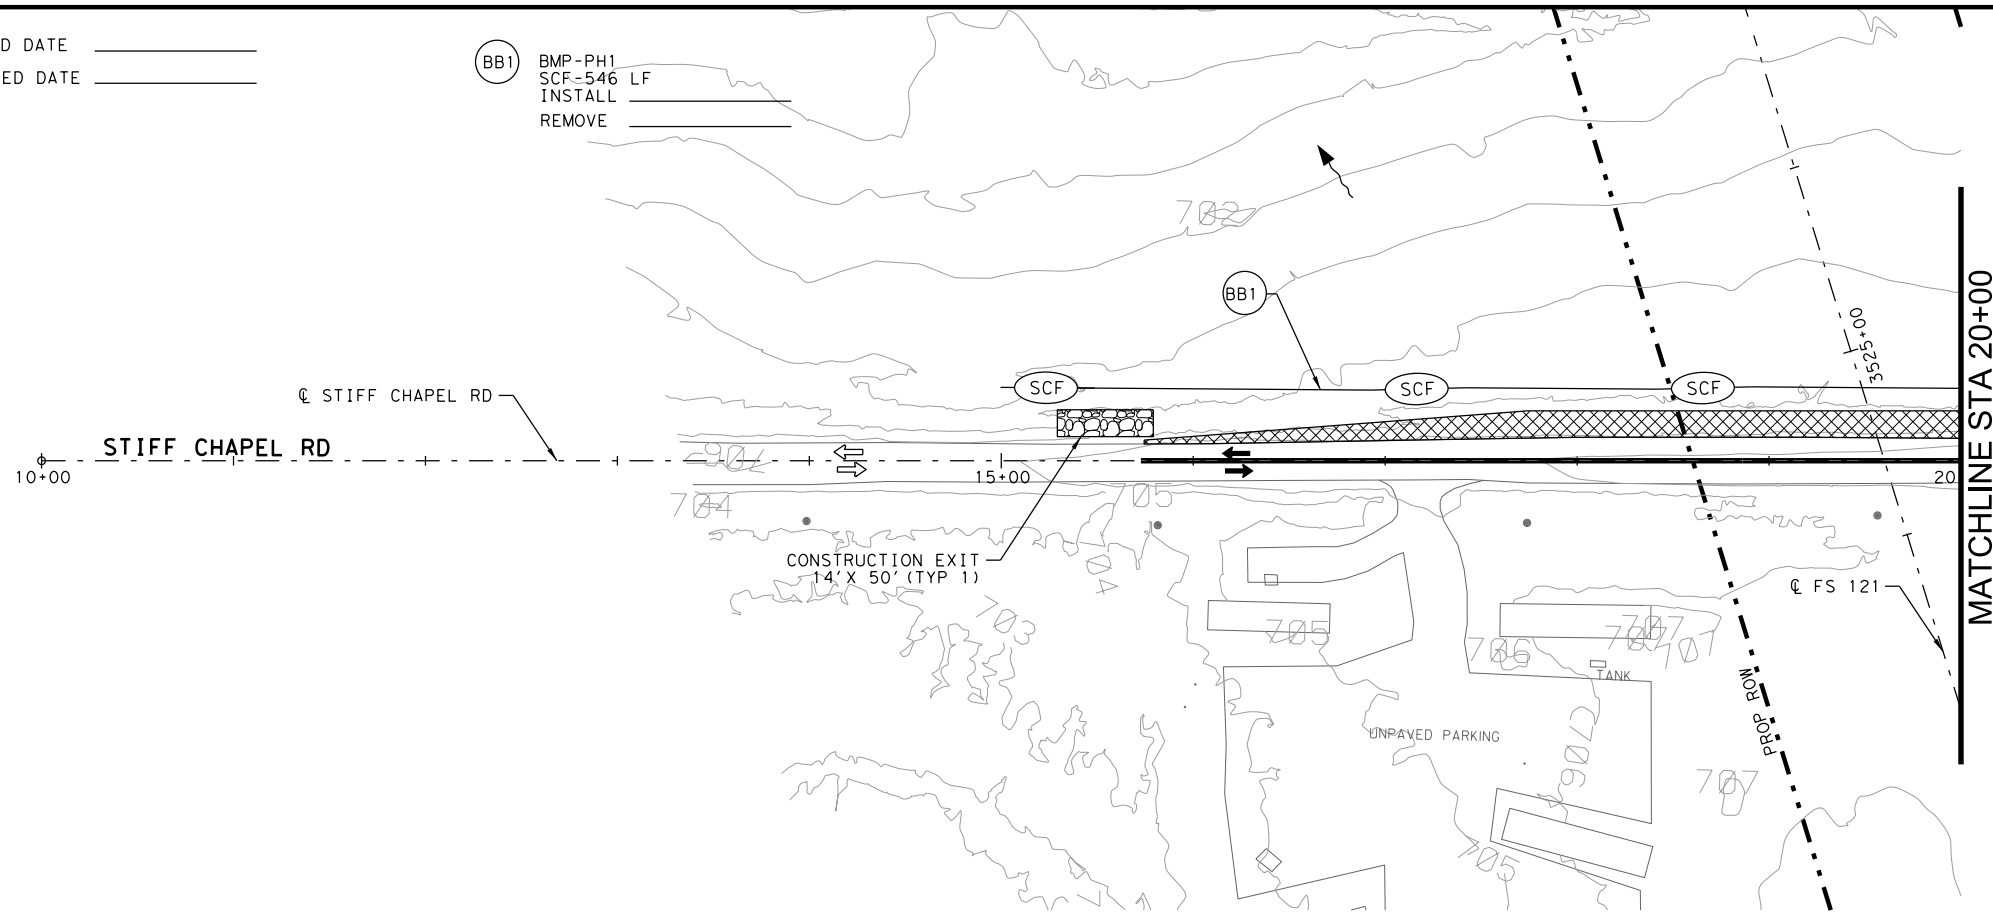 D DATE
ED DATE
BB1
BMP-PH1
SCF-546 LF
INSTALL
REMOVE
702
BB1
3525+00
MATCHLINE STA 20+00
SCF
SCF
SCF
℄ STIFF CHAPEL RD
STIFF CHAPEL RD
10+00
15+00
20
704
705
CONSTRUCTION EXIT
14'X 50' (TYP 1)
℄ FS 121
703
705
706
707
707
707
TANK
PROP ROW
UNPAVED PARKING
706
707
705